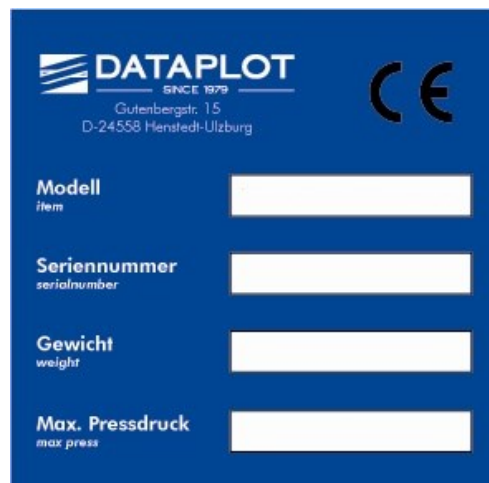 DATAPLOT
SINCE 1979
Gutenbergstr. 15
D-24558 Henstedt-Ulzburg
CE
Modell
item
Seriennummer
serialnumber
Gewicht
weight
Max. Pressdruck
max press